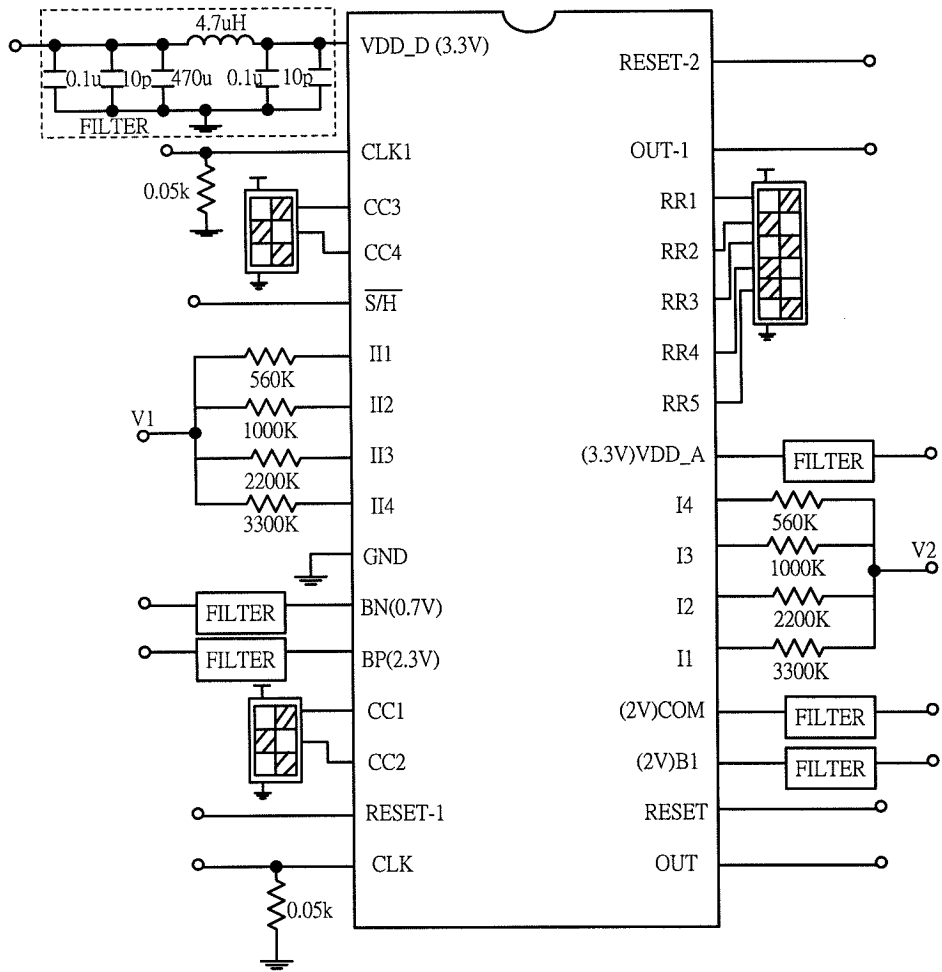 4.7uH
0.1u 10p 470u 0.1u 10p
FILTER
VDD_D (3.3V)
CLK1
0.05k
CC3
CC4
S/H
II1
560K
II2
1000K
V1
II3
2200K
II4
3300K
GND
FILTER
BN(0.7V)
FILTER
BP(2.3V)
CC1
CC2
RESET-1
CLK
0.05k
RESET-2
OUT-1
RR1
RR2
RR3
RR4
RR5
(3.3V)VDD_A
FILTER
I4
560K
I3
1000K
V2
I2
2200K
I1
3300K
(2V)COM
FILTER
(2V)B1
FILTER
RESET
OUT